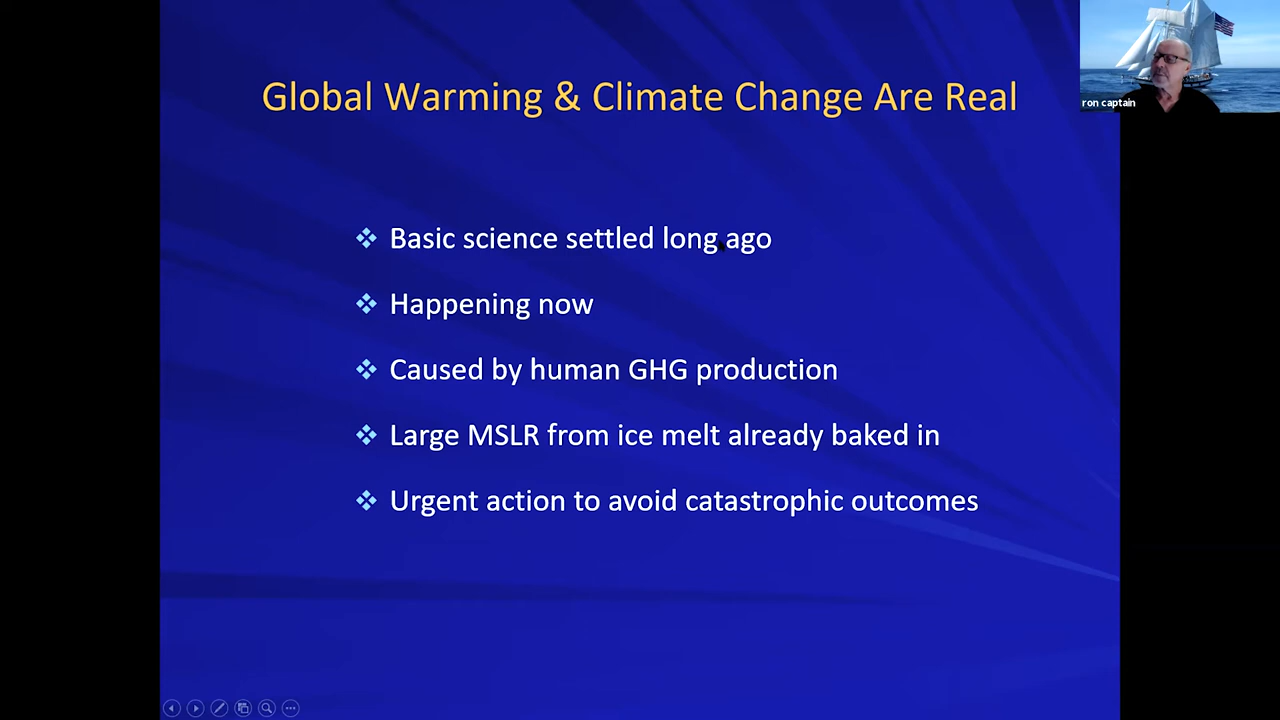 Global Warming & Climate Change Are Real
ron captain
Basic science settled long ago
Happening now
Caused by human GHG production
Large MSLR from ice melt already baked in
Urgent action to avoid catastrophic outcomes